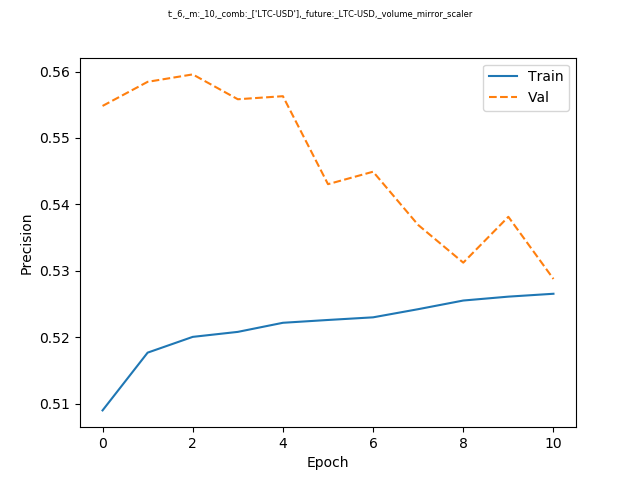 t:_6,_m:_10,_comb:_['LTC-USD'],_future:_LTC-USD,_volume_mirror_scaler
Train
Val
0.56
0.55
0.54
0.53
0.52
0.51
Precision
0 2 4 6 8 10
Epoch